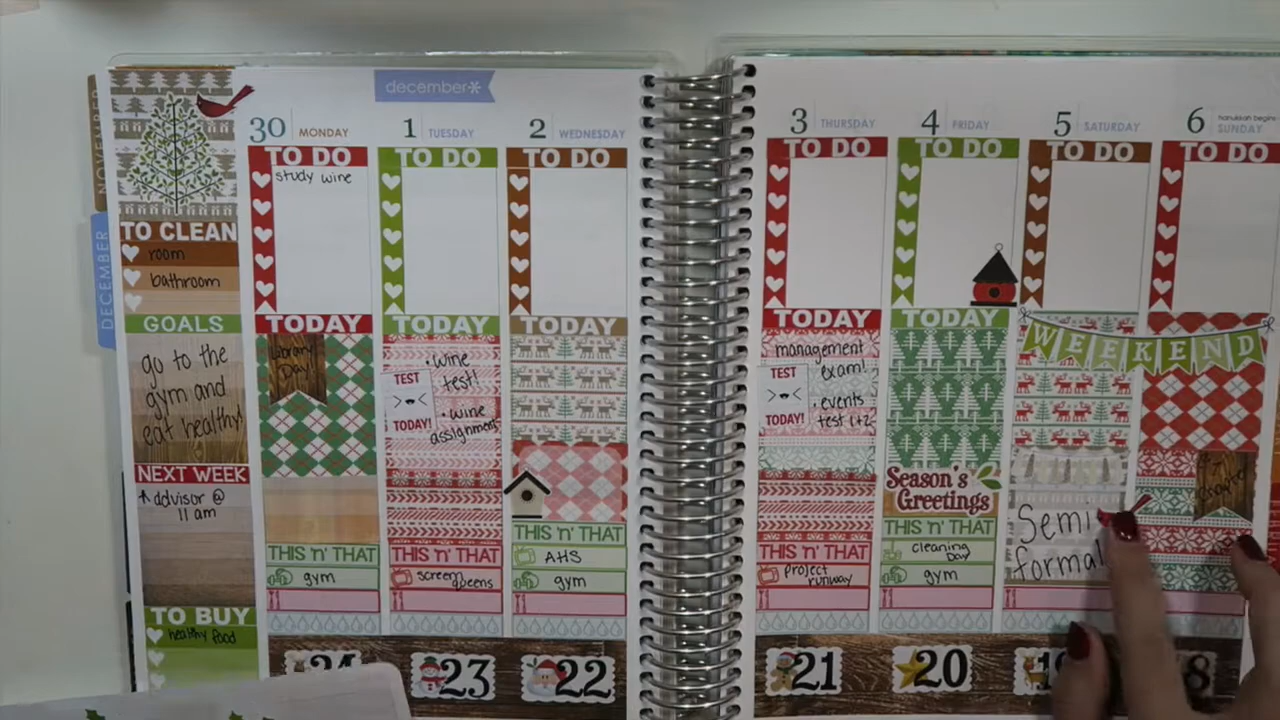 december*
NOVEMBER
DECEMBER
30 MONDAY
1 TUESDAY
2 WEDNESDAY
3 THURSDAY
4 FRIDAY
5 SATURDAY
6 hanukkah begins
SUNDAY
TO CLEAN
room
bathroom
GOALS
go to the
gym and
eat healthy!
NEXT WEEK
advisor @
11 am
TO BUY
healthy food
TO DO
study wine
TODAY
Library
Day!
THIS 'n' THAT
gym
24
TO DO
TODAY
• wine
test!
TEST
TODAY!
• wine
assignment
THIS 'n' THAT
screen
queens
23
TO DO
TODAY
THIS 'n' THAT
AHS
gym
22
TO DO
TODAY
management
exam!
TEST
TODAY!
• events
test 1+2
THIS 'n' THAT
project
runway
21
TO DO
TODAY
Season's
Greetings
THIS 'n' THAT
cleaning
Day
gym
20
TO DO
WEEKEND
Semi
formal
TO DO